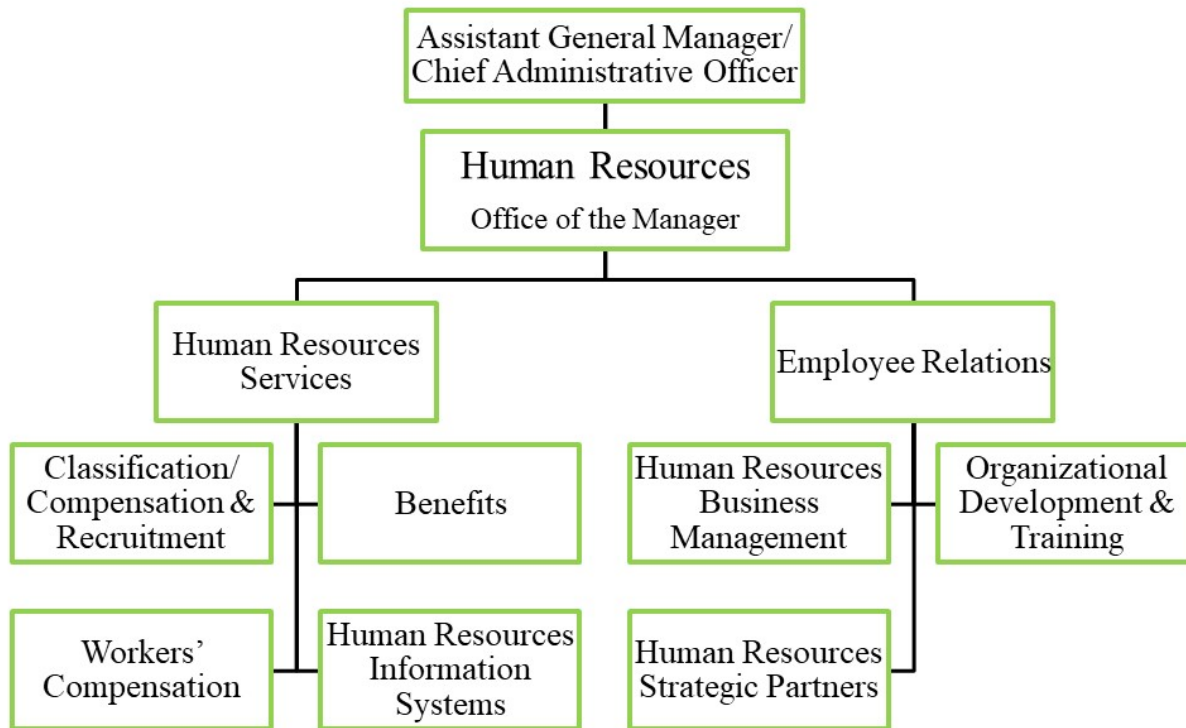 Assistant General Manager/
Chief Administrative Officer
Human Resources
Office of the Manager
Human Resources
Services
Employee Relations
Classification/
Compensation &
Recruitment
Benefits
Human Resources
Business
Management
Organizational
Development &
Training
Workers’
Compensation
Human Resources
Information
Systems
Human Resources
Strategic Partners